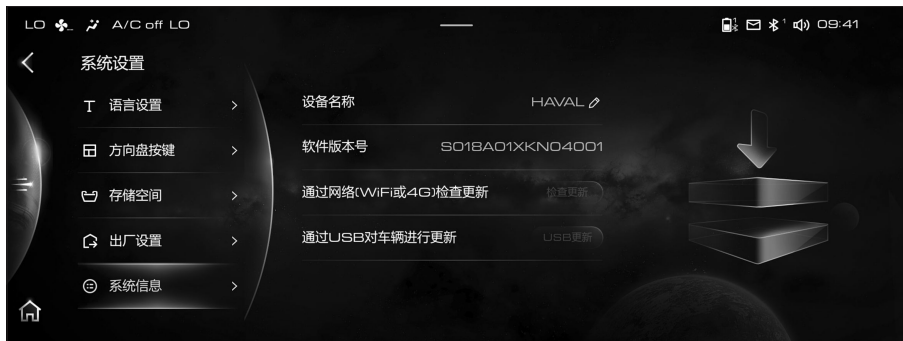 LO A/C off LO 1 1 09:41
系统设置
语言设置
方向盘按键
存储空间
出厂设置
系统信息
设备名称 HAVAL
软件版本号 S018A01XKN04001
通过网络(WiFi或4G)检查更新 检查更新
通过USB对车辆进行更新 USB更新